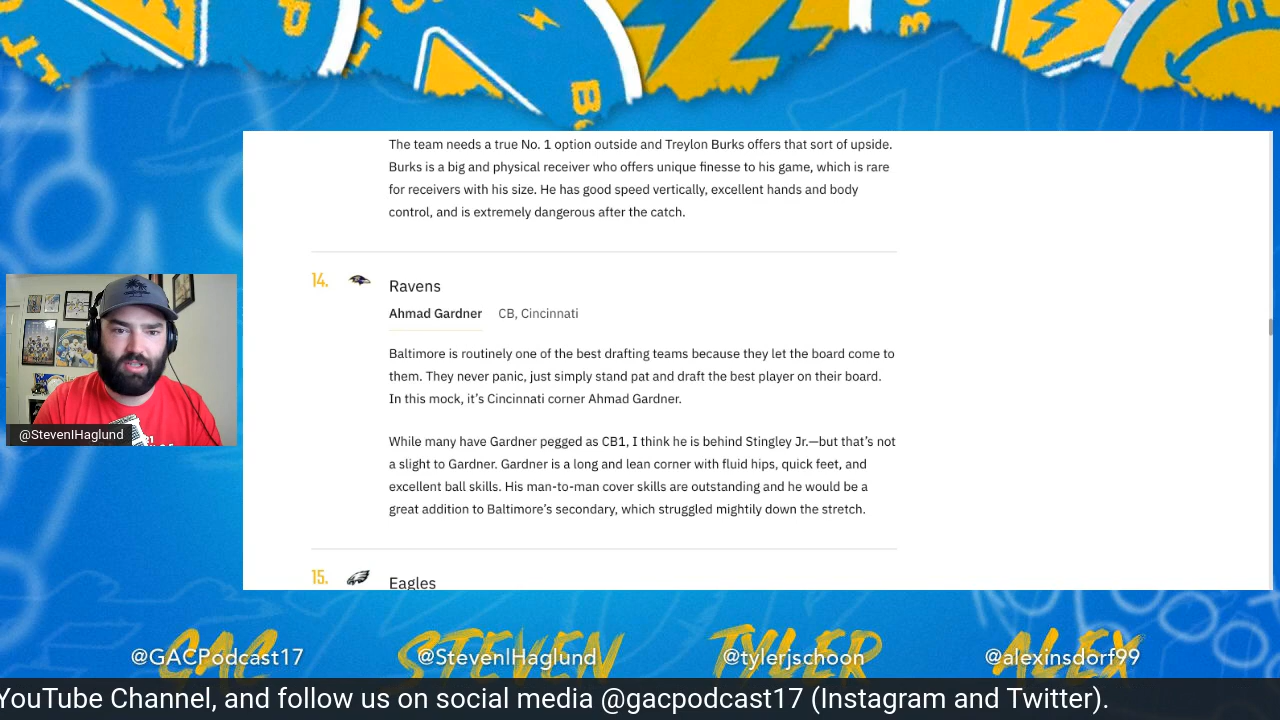 The team needs a true No. 1 option outside and Treylon Burks offers that sort of upside.
Burks is a big and physical receiver who offers unique finesse to his game, which is rare
for receivers with his size. He has good speed vertically, excellent hands and body
control, and is extremely dangerous after the catch.
14.
Ravens
Ahmad Gardner CB, Cincinnati
Baltimore is routinely one of the best drafting teams because they let the board come to
them. They never panic, just simply stand pat and draft the best player on their board.
In this mock, it's Cincinnati corner Ahmad Gardner.
While many have Gardner pegged as CB1, I think he is behind Stingley Jr.—but that's not
a slight to Gardner. Gardner is a long and lean corner with fluid hips, quick feet, and
excellent ball skills. His man-to-man cover skills are outstanding and he would be a
great addition to Baltimore's secondary, which struggled mightily down the stretch.
15.
Eagles
@StevenIHaglund
GAC STEVEN TYLER ALEX
@GACPodcast17 @StevenIHaglund @tylerjschoon @alexinsdorf99
YouTube Channel, and follow us on social media @gacpodcast17 (Instagram and Twitter).